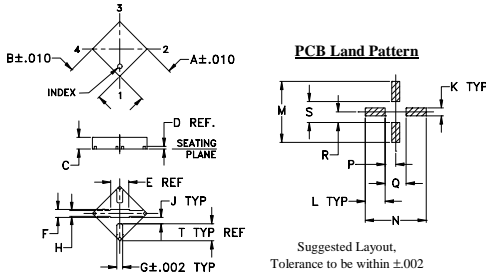 3
4
2
B±.010
A±.010
INDEX
1
D REF.
SEATING
PLANE
C
E REF
J TYP
F
H
T TYP REF
G±.002 TYP
PCB Land Pattern
K TYP
M
S
R
P
Q
L TYP
N
Suggested Layout,
Tolerance to be within ±.002